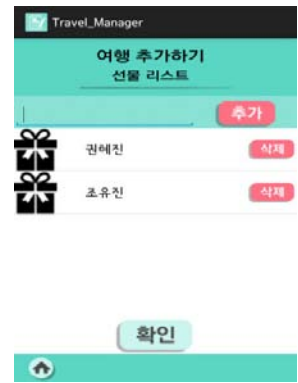 Travel_Manager
여행 추가하기
선물 리스트
추가
권혜진
삭제
조유진
삭제
확인